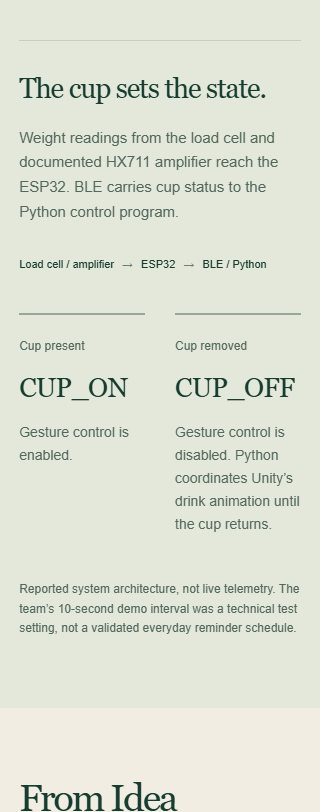 The cup sets the state.
Weight readings from the load cell and
documented HX711 amplifier reach the
ESP32. BLE carries cup status to the
Python control program.
Load cell / amplifier → ESP32 → BLE / Python
Cup present
CUP_ON
Gesture control is
enabled.
Cup removed
CUP_OFF
Gesture control is
disabled. Python
coordinates Unity’s
drink animation until
the cup returns.
Reported system architecture, not live telemetry. The
team’s 10-second demo interval was a technical test
setting, not a validated everyday reminder schedule.
From Idea